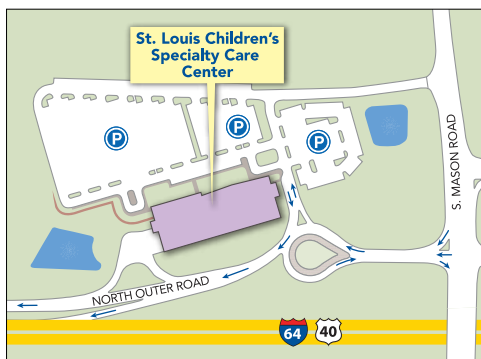 St. Louis Children's
Specialty Care
Center
P
P
P
S. MASON ROAD
NORTH OUTER ROAD
64
40